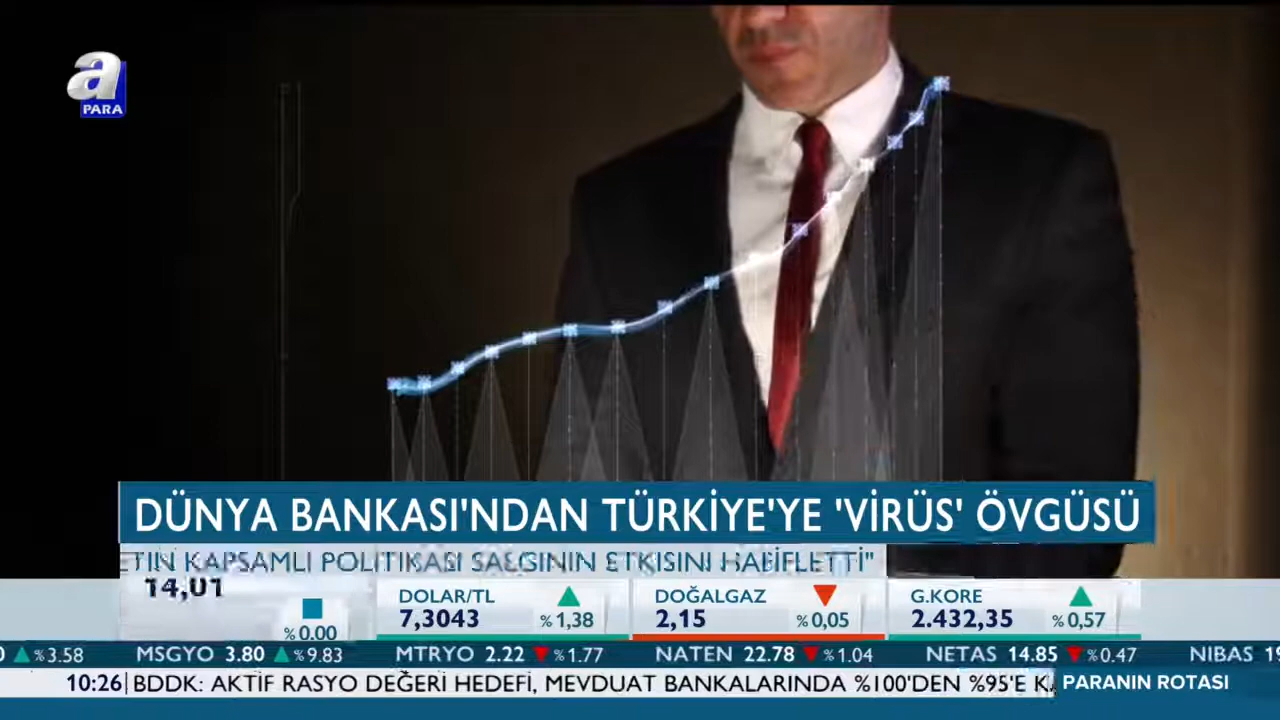 a
PARA
DÜNYA BANKASI'NDAN TÜRKİYE'YE 'VİRÜS' ÖVGÜSÜ
KAPSAMLI POLİTİKASI SALGININ ETKİSİNİ HAFİFLETTİ"
14,01
%0.00
DOLAR/TL
7,3043 %1,38
DOĞALGAZ
2,15 %0,05
G.KORE
2.432,35 %0,57
%3.58 MSGYO 3.80 %9.83 MTRYO 2.22 %1.77 NATEN 22.78 %1.04 NETAS 14.85 %0.47 NIBAS
10:26 BDDK: AKTİF RASYO DEĞERİ HEDEFİ, MEVDUAT BANKALARINDA %100'DEN %95'E PARANIN ROTASI